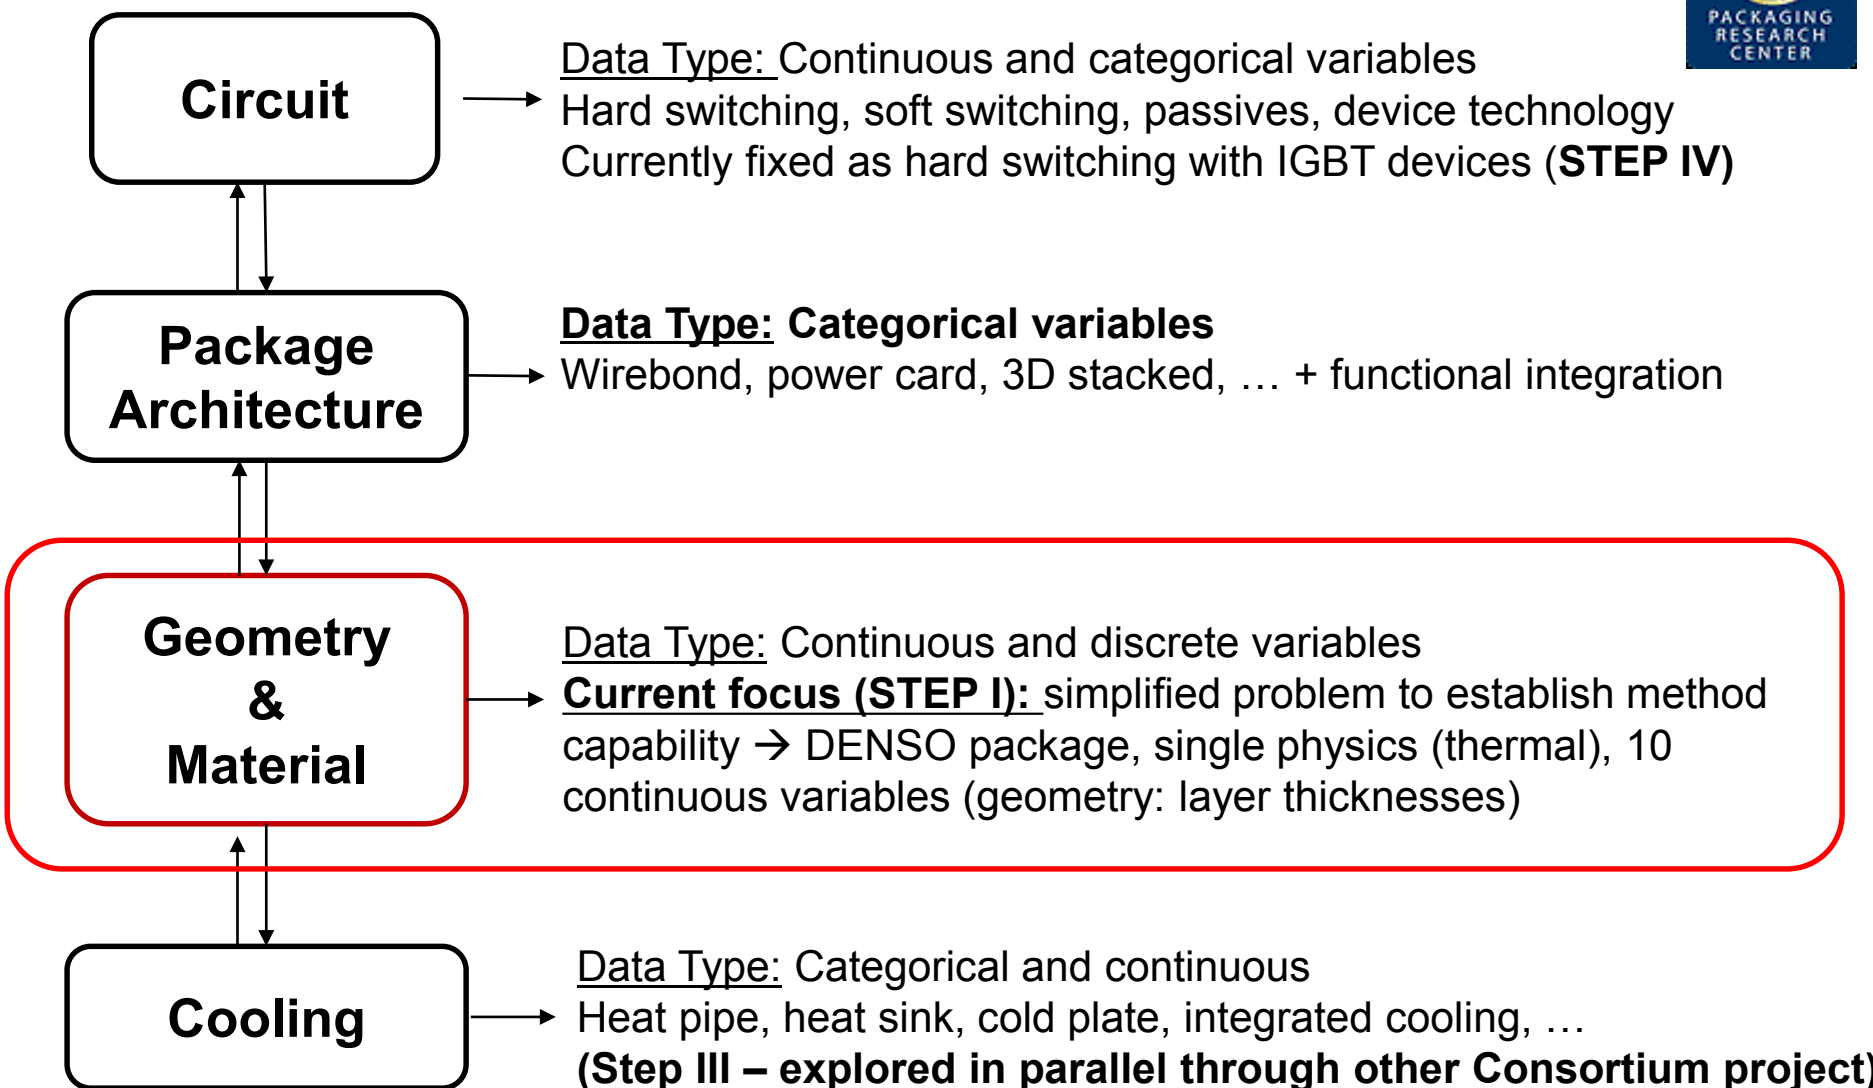 PACKAGING
RESEARCH
CENTER
Circuit
Data Type: Continuous and categorical variables
Hard switching, soft switching, passives, device technology
Currently fixed as hard switching with IGBT devices (STEP IV)
Package
Architecture
Data Type: Categorical variables
Wirebond, power card, 3D stacked, … + functional integration
Geometry
&
Material
Data Type: Continuous and discrete variables
Current focus (STEP I): simplified problem to establish method
capability → DENSO package, single physics (thermal), 10
continuous variables (geometry: layer thicknesses)
Cooling
Data Type: Categorical and continuous
Heat pipe, heat sink, cold plate, integrated cooling, …
(Step III – explored in parallel through other Consortium project)